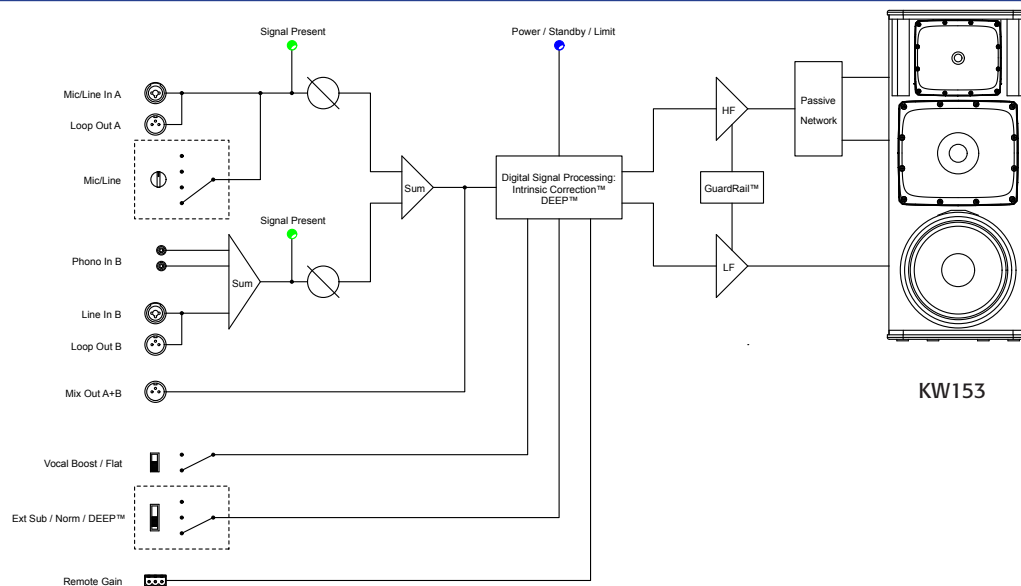 Signal Present
Power / Standby / Limit
Mic/Line In A
Loop Out A
Mic/Line
Sum
Digital Signal Processing:
Intrinsic Correction™
DEEP™
HF
Passive
Network
GuardRail™
LF
Signal Present
Phono In B
Sum
Line In B
Loop Out B
Mix Out A+B
KW153
Vocal Boost / Flat
Ext Sub / Norm / DEEP™
Remote Gain